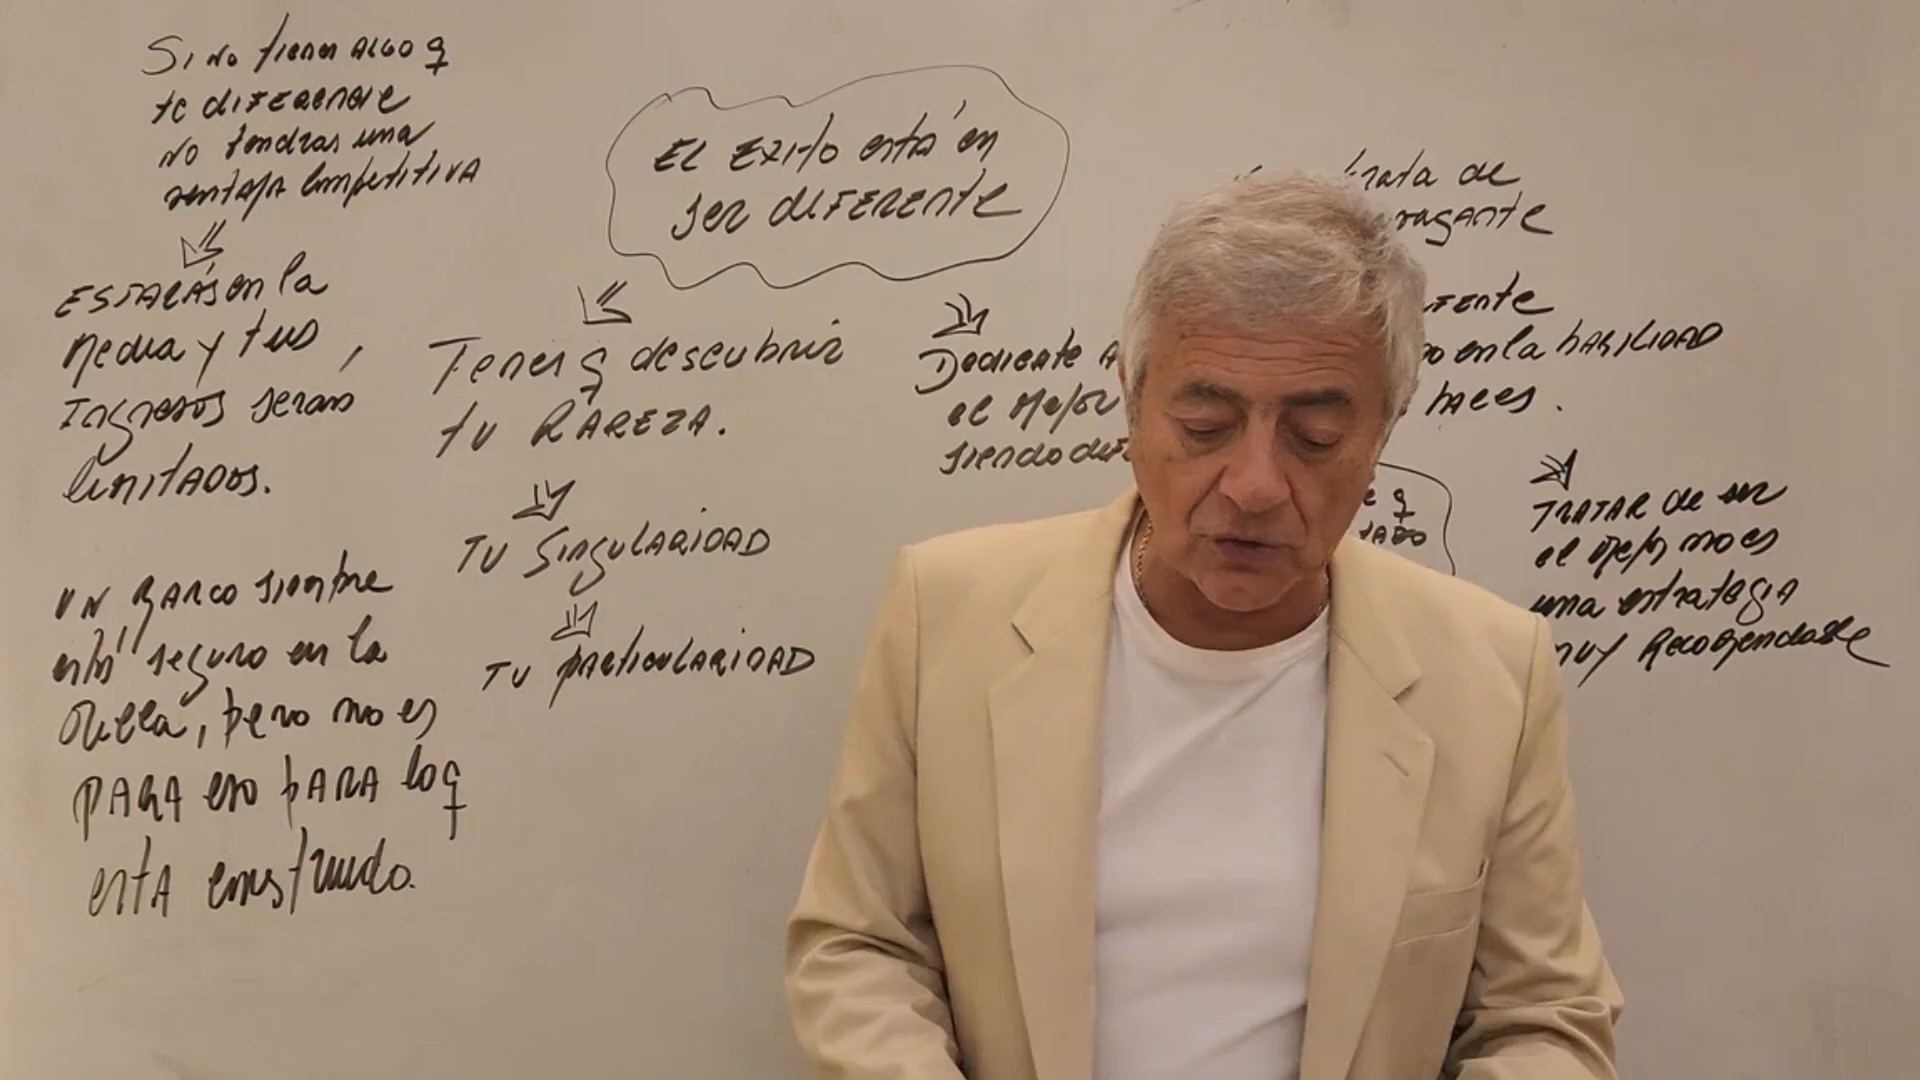 Si no tienes algo q
te diferencie
no tendras una
ventaja competitiva
Estarás en la
media y tus
ingresos seran
limitados.
Un barco siempre
está seguro en la
orilla, pero no es
para eso para lo q
esta construido.
El exito está en
ser diferente
Tenes q descubrir
tu rareza.
Tu singularidad
Tu particularidad
Dedicate a
el mejor
siendo
trata de
en la habilidad
haces.
q
Tratar de ser
el mejor no es
una estrategia
muy recomendable